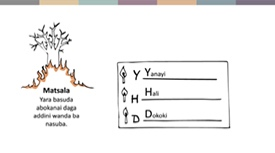 Matsala
Yara basuda
abokanai daga
addini wanda ba
nasuba.
Y Yanayi
H Hali
D Dokoki